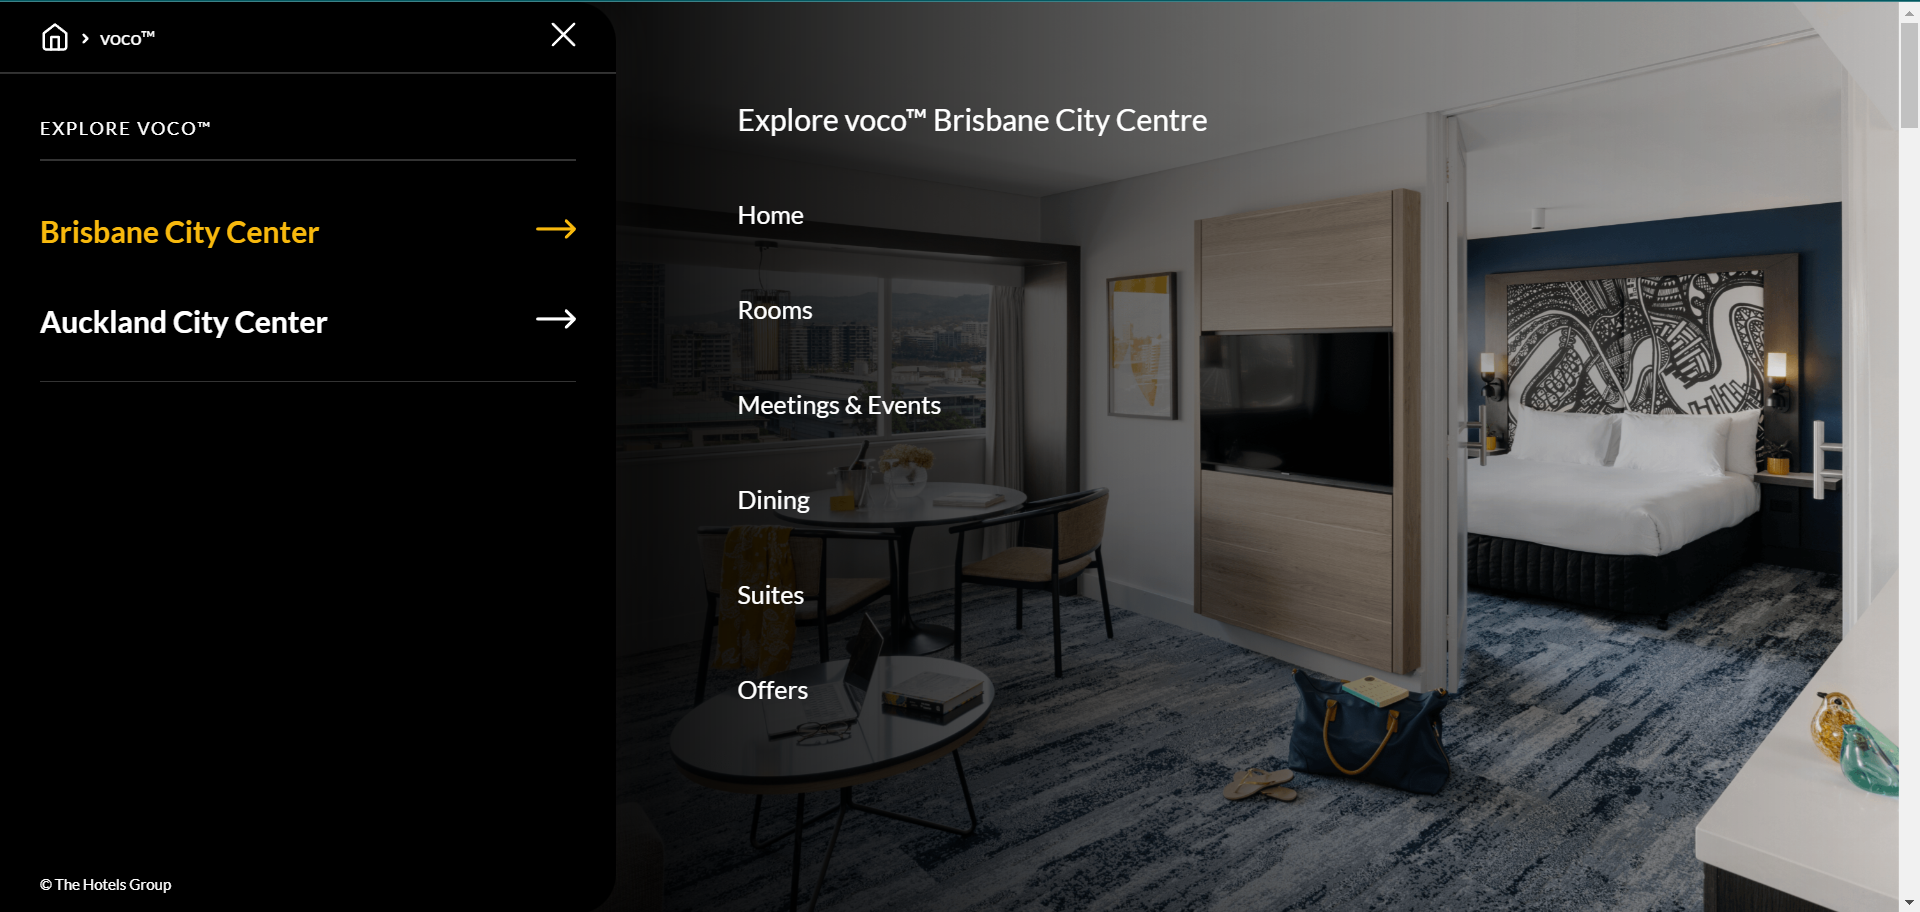 voco™
EXPLORE VOCO™
Brisbane City Center
Auckland City Center
© The Hotels Group
Explore voco™ Brisbane City Centre
Home
Rooms
Meetings & Events
Dining
Suites
Offers